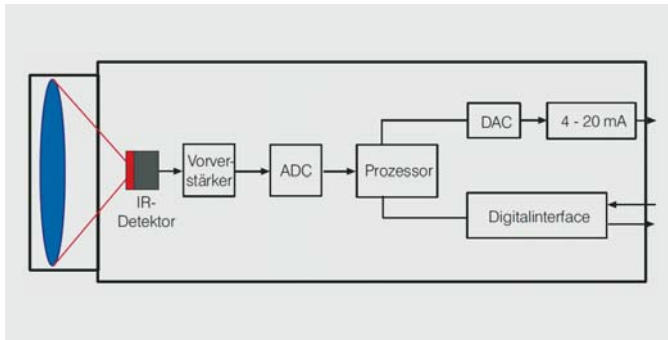 IR-
Detektor
Vorver-
stärker
ADC
Prozessor
DAC
4 - 20 mA
Digitalinterface